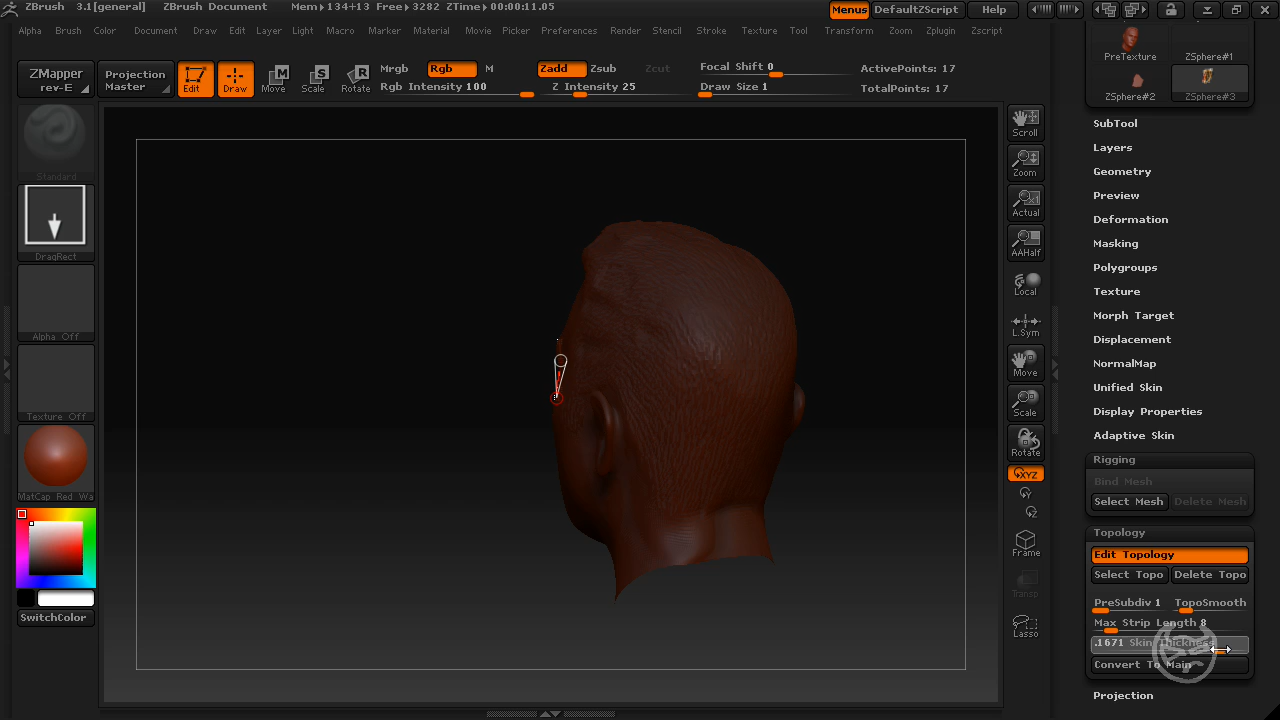 ZBrush 3.1[general] ZBrush Document Mem▸134+13 Free▸3282 ZTime▸00:00:11.05 Menus DefaultZScript Help
Alpha Brush Color Document Draw Edit Layer Light Macro Marker Material Movie Picker Preferences Render Stencil Stroke Texture Tool Transform Zoom Zplugin Zscript
ZMapper
rev-E
Projection
Master
Edit
Draw
Move
Scale
Rotate
Mrgb Rgb M
Rgb Intensity 100
Zadd Zsub Zcut
Z Intensity 25
Focal Shift 0
Draw Size 1
ActivePoints: 17
TotalPoints: 17
Standard
DragRect
Alpha Off
Texture Off
MatCap Red Wa
SwitchColor
Scroll
Zoom
Actual
AAHalf
Local
L.Sym
Move
Scale
Rotate
XYZ
Y
Z
Frame
Transp
Lasso
PreTexture ZSphere#1
ZSphere#2 ZSphere#3
SubTool
Layers
Geometry
Preview
Deformation
Masking
Polygroups
Texture
Morph Target
Displacement
NormalMap
Unified Skin
Display Properties
Adaptive Skin
Rigging
Bind Mesh
Select Mesh Delete Mesh
Topology
Edit Topology
Select Topo Delete Topo
PreSubdiv 1 TopoSmooth
Max Strip Length 8
.1671 Skin Thickness
Convert To Main
Projection